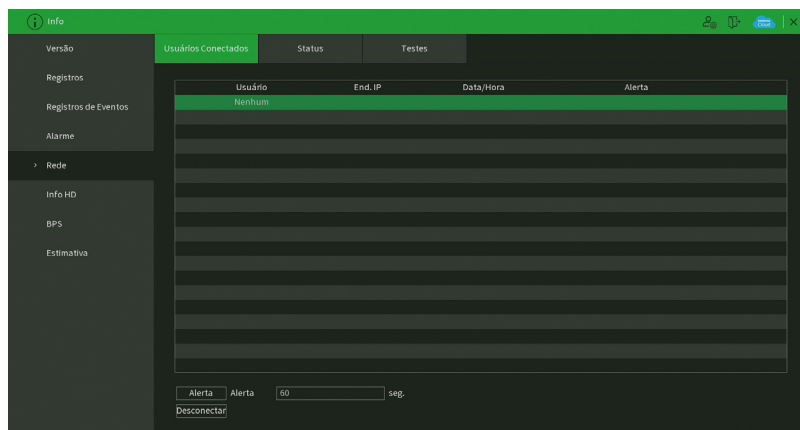 Info
Versão
Registros
Registros de Eventos
Alarme
Rede
Info HD
BPS
Estimativa
Usuários Conectados Status Testes
Usuário End. IP Data/Hora Alerta
Nenhum
Alerta Alerta 60 seg.
Desconectar